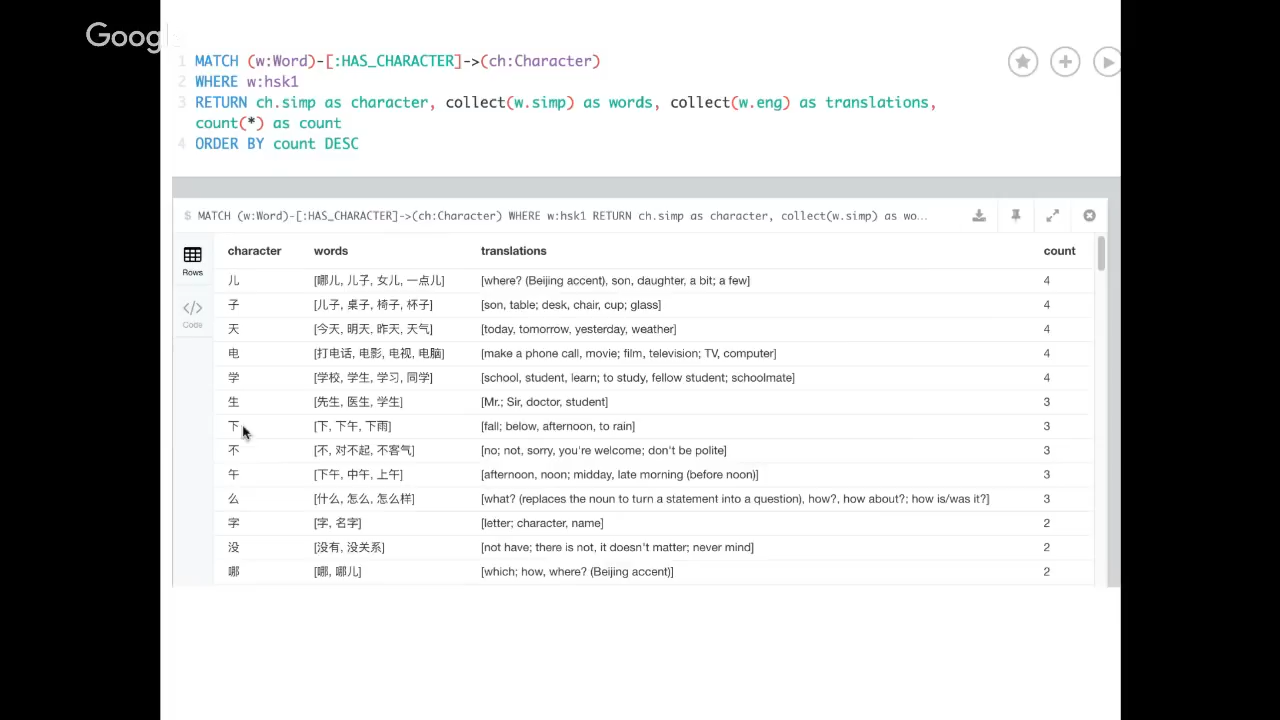 Google
1 MATCH (w:Word)-[:HAS_CHARACTER]->(ch:Character)
2 WHERE w:hsk1
3 RETURN ch.simp as character, collect(w.simp) as words, collect(w.eng) as translations,
count(*) as count
4 ORDER BY count DESC
$ MATCH (w:Word)-[:HAS_CHARACTER]->(ch:Character) WHERE w:hsk1 RETURN ch.simp as character, collect(w.simp) as wo...
Rows
Code
character words translations count
儿 [哪儿, 儿子, 女儿, 一点儿] [where? (Beijing accent), son, daughter, a bit; a few] 4
子 [儿子, 桌子, 椅子, 杯子] [son, table; desk, chair, cup; glass] 4
天 [今天, 明天, 昨天, 天气] [today, tomorrow, yesterday, weather] 4
电 [打电话, 电影, 电视, 电脑] [make a phone call, movie; film, television; TV, computer] 4
学 [学校, 学生, 学习, 同学] [school, student, learn; to study, fellow student; schoolmate] 4
生 [先生, 医生, 学生] [Mr.; Sir, doctor, student] 3
下 [下, 下午, 下雨] [fall; below, afternoon, to rain] 3
不 [不, 对不起, 不客气] [no; not, sorry, you're welcome; don't be polite] 3
午 [下午, 中午, 上午] [afternoon, noon; midday, late morning (before noon)] 3
么 [什么, 怎么, 怎么样] [what? (replaces the noun to turn a statement into a question), how?, how about?; how is/was it?] 3
字 [字, 名字] [letter; character, name] 2
没 [没有, 没关系] [not have; there is not, it doesn't matter; never mind] 2
哪 [哪, 哪儿] [which; how, where? (Beijing accent)] 2